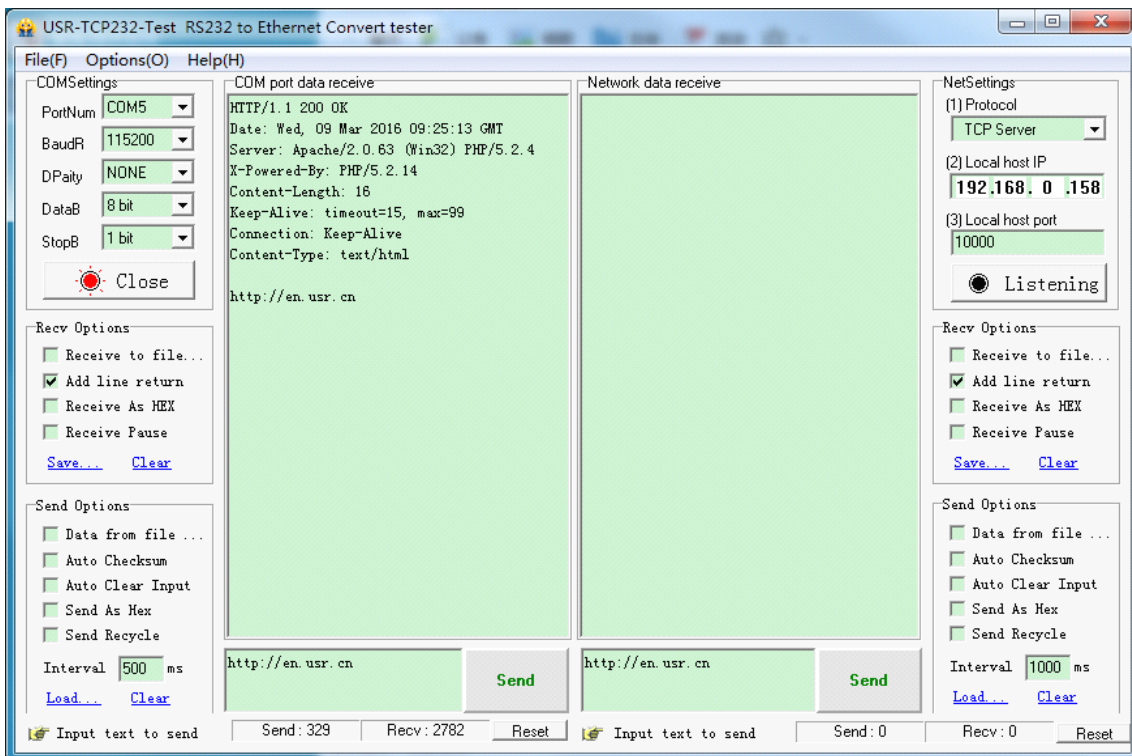 USR-TCP232-Test RS232 to Ethernet Convert tester
File(F) Options(O) Help(H)
COMSettings
PortNum COM5
BaudR 115200
DPaity NONE
DataB 8 bit
StopB 1 bit
Close
Recv Options
Receive to file...
Add line return
Receive As HEX
Receive Pause
Save... Clear
Send Options
Data from file ...
Auto Checksum
Auto Clear Input
Send As Hex
Send Recycle
Interval 500 ms
Load... Clear
COM port data receive
HTTP/1.1 200 OK
Date: Wed, 09 Mar 2016 09:25:13 GMT
Server: Apache/2.0.63 (Win32) PHP/5.2.4
X-Powered-By: PHP/5.2.14
Content-Length: 16
Keep-Alive: timeout=15, max=99
Connection: Keep-Alive
Content-Type: text/html
http://en.usr.cn
http://en.usr.cn
Send
Network data receive
http://en.usr.cn
Send
NetSettings
(1) Protocol
TCP Server
(2) Local host IP
192.168. 0 .158
(3) Local host port
10000
Listening
Recv Options
Receive to file...
Add line return
Receive As HEX
Receive Pause
Save... Clear
Send Options
Data from file ...
Auto Checksum
Auto Clear Input
Send As Hex
Send Recycle
Interval 1000 ms
Load... Clear
Input text to send Send : 329 Recv : 2782 Reset
Input text to send Send : 0 Recv : 0 Reset